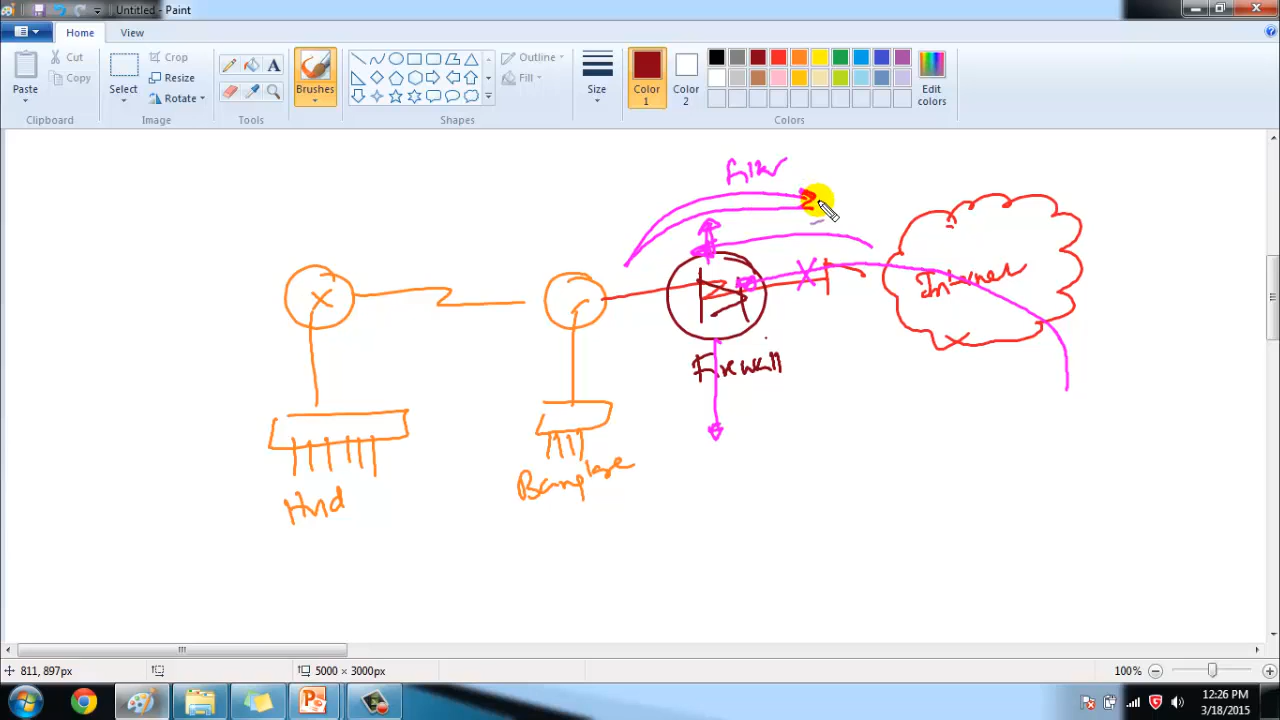 Untitled - Paint
Home
View
Paste
Cut
Copy
Select
Crop
Resize
Rotate
Brushes
Outline
Fill
Size
Color 1
Color 2
Edit colors
Clipboard
Image
Tools
Shapes
Colors
Internet
Firewall
Hnd
811, 897px
5000 × 3000px
100%
12:26 PM
3/18/2015